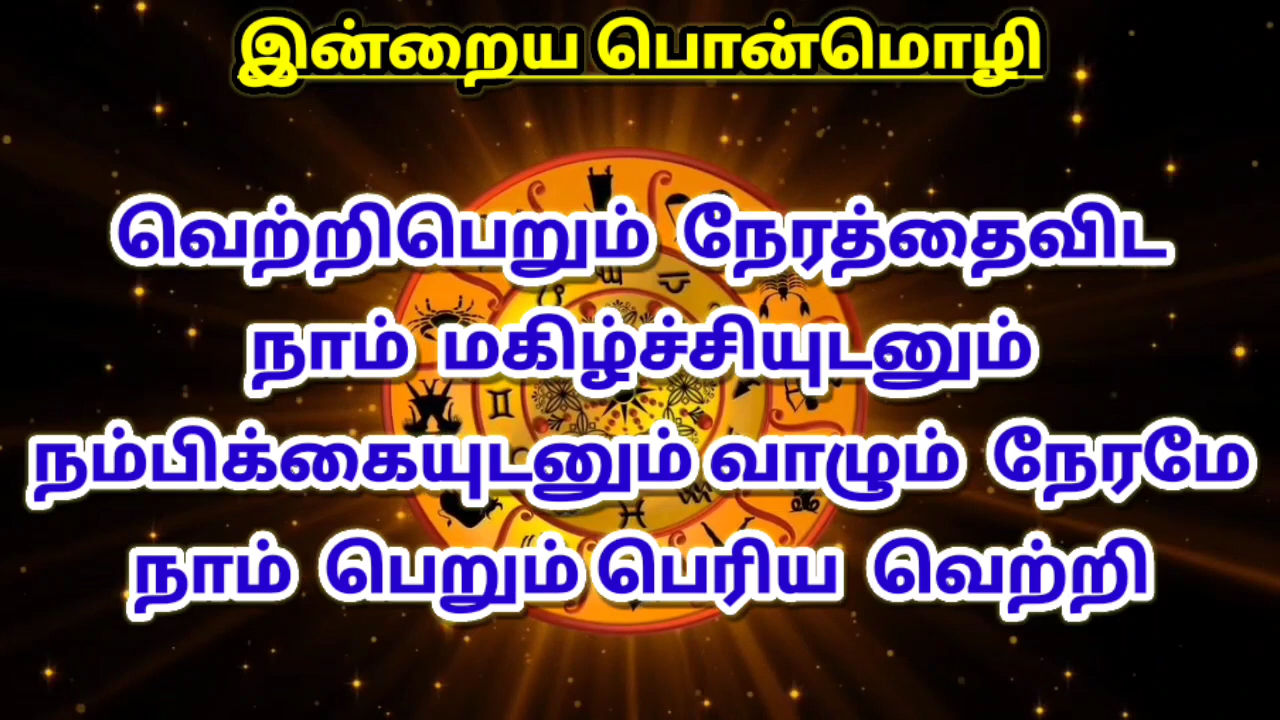 இன்றைய பொன்மொழி
வெற்றிபெறும் நேரத்தைவிட
நாம் மகிழ்ச்சியுடனும்
நம்பிக்கையுடனும் வாழும் நேரமே
நாம் பெறும் பெரிய வெற்றி